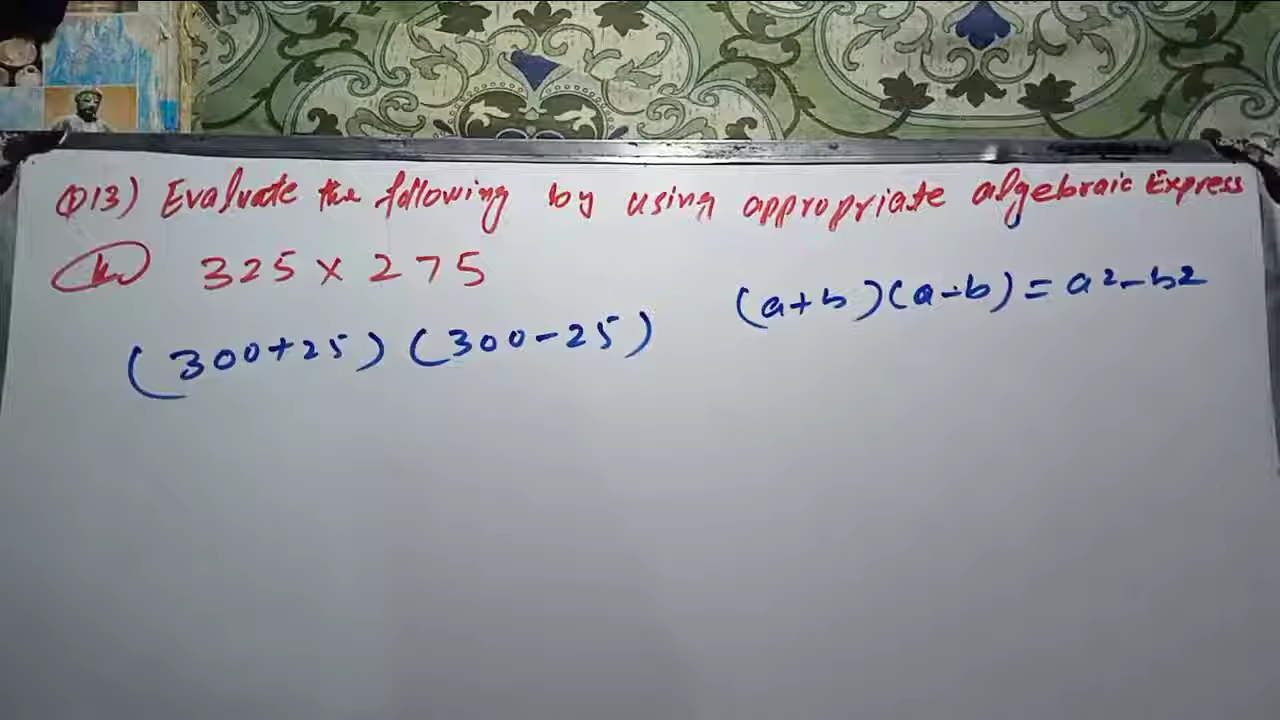 Q13) Evaluate the following by using appropriate algebraic Express
325 × 275
(a+b)(a-b) = a²-b²
(300+25) (300-25)